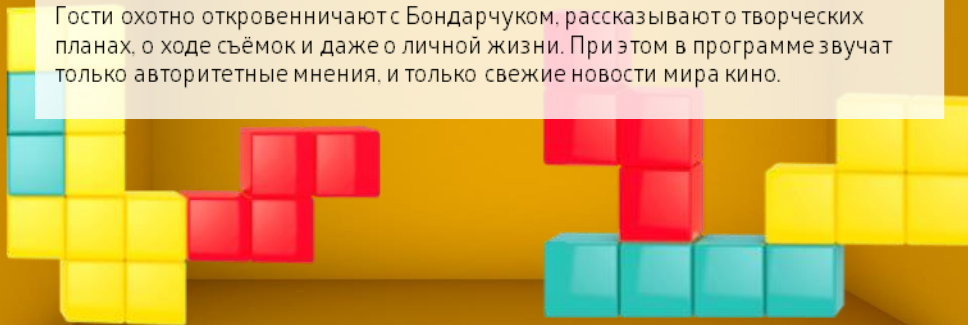 Гости охотно откровенничают с Бондарчуком, рассказывают о творческих
планах, о ходе съёмок и даже о личной жизни. При этом в программе звучат
только авторитетные мнения, и только свежие новости мира кино.